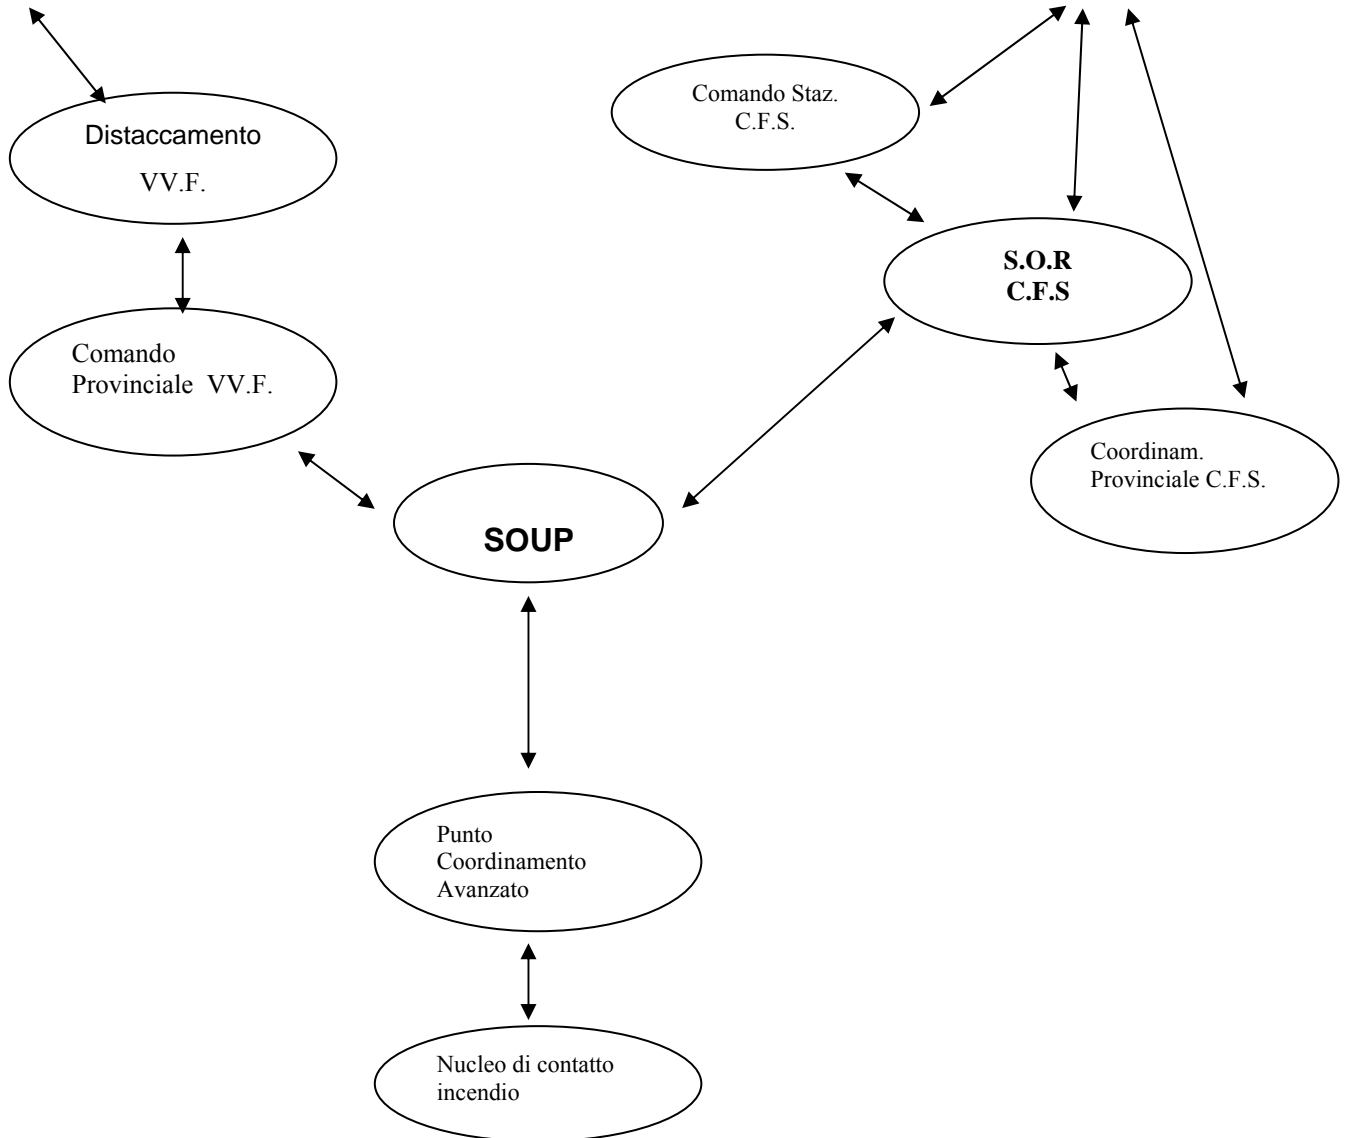 Comando Staz.
C.F.S.
Distaccamento
VV.F.
S.O.R
C.F.S
Comando
Provinciale VV.F.
Coordinam.
Provinciale C.F.S.
SOUP
Punto
Coordinamento
Avanzato
Nucleo di contatto
incendio